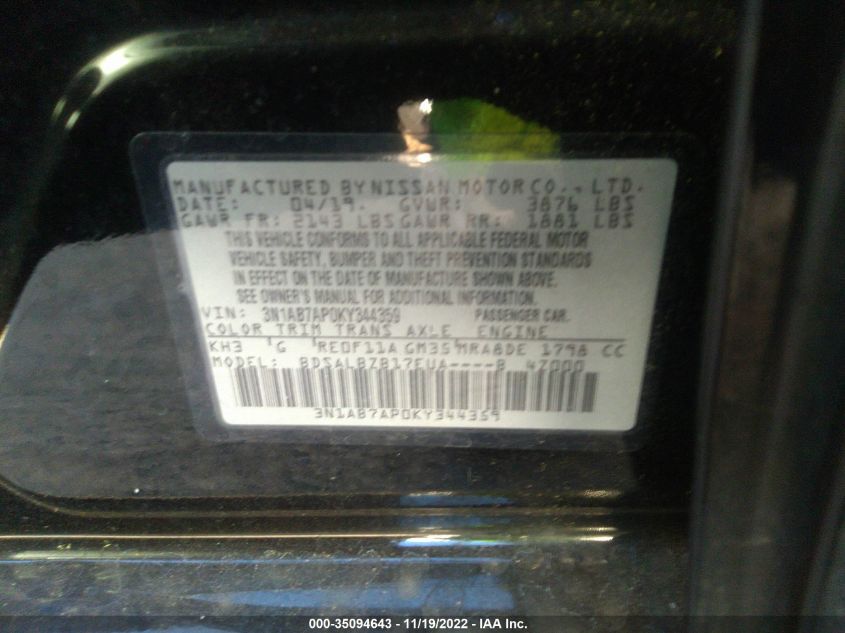 MANUFACTURED BY NISSAN MOTOR CO., LTD.
DATE: 04/19. GVWR: 3876 LBS
GAWR FR: 2143 LBS GAWR RR: 1881 LBS
THIS VEHICLE CONFORMS TO ALL APPLICABLE FEDERAL MOTOR
VEHICLE SAFETY, BUMPER AND THEFT PREVENTION STANDARDS
IN EFFECT ON THE DATE OF MANUFACTURE SHOWN ABOVE.
SEE OWNER'S MANUAL FOR ADDITIONAL INFORMATION.
VIN: 3N1AB7AP0KY344359 PASSENGER CAR.
COLOR TRIM TRANS AXLE ENGINE
KH3 G RE0F11A GM35 MRA8DE 1798 CC
MODEL: BDSALBZB17EUA----B 4Z000
3N1AB7AP0KY344359
000-35094643 - 11/19/2022 - IAA Inc.